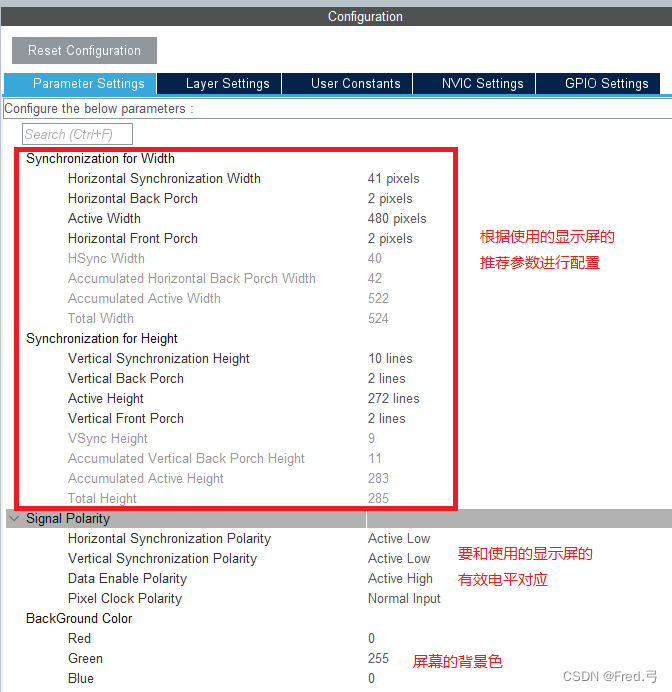 Configuration
Reset Configuration
Parameter Settings Layer Settings User Constants NVIC Settings GPIO Settings
Configure the below parameters :
Search (Ctrl+F)
Synchronization for Width
Horizontal Synchronization Width 41 pixels
Horizontal Back Porch 2 pixels
Active Width 480 pixels
Horizontal Front Porch 2 pixels
HSync Width 40
Accumulated Horizontal Back Porch Width 42
Accumulated Active Width 522
Total Width 524
根据使用的显示屏的
推荐参数进行配置
Synchronization for Height
Vertical Synchronization Height 10 lines
Vertical Back Porch 2 lines
Active Height 272 lines
Vertical Front Porch 2 lines
VSync Height 9
Accumulated Vertical Back Porch Height 11
Accumulated Active Height 283
Total Height 285
Signal Polarity
Horizontal Synchronization Polarity Active Low
Vertical Synchronization Polarity Active Low
Data Enable Polarity Active High
Pixel Clock Polarity Normal Input
要和使用的显示屏的
有效电平对应
BackGround Color
Red 0
Green 255
Blue 0
屏幕的背景色
CSDN @Fred.弓